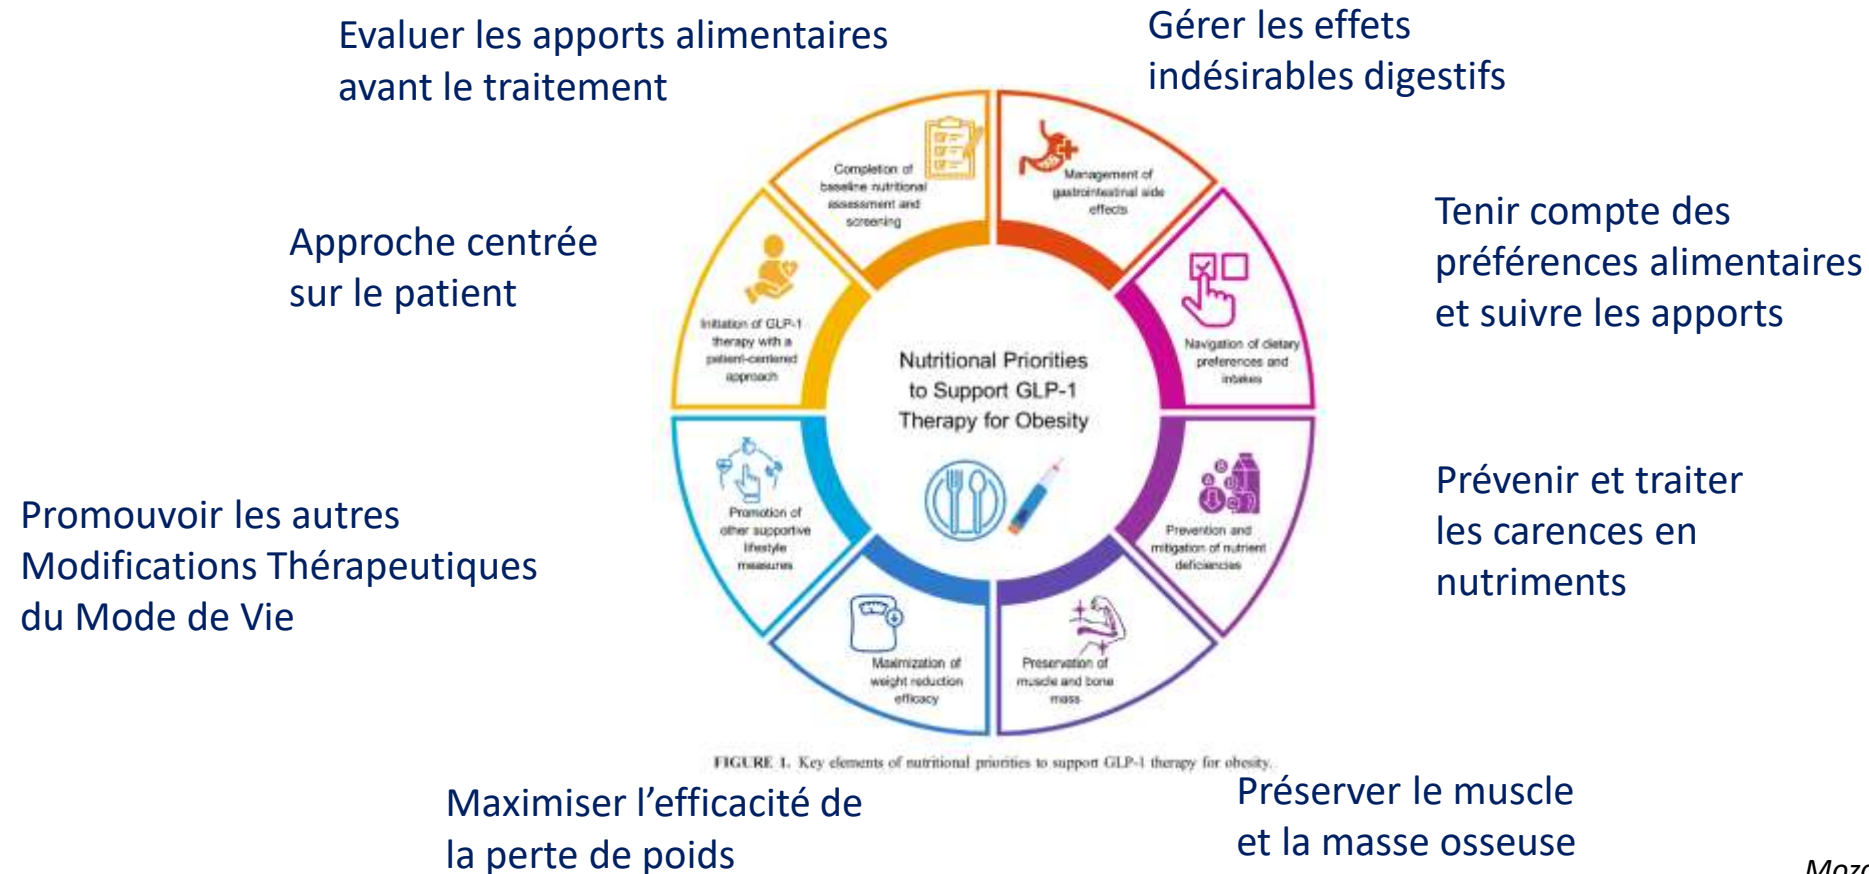 Evaluer les apports alimentaires
avant le traitement
Gérer les effets
indésirables digestifs
Completion of
baseline nutritional
assessment and
screening
Management of
gastrointestinal side
effects
Approche centrée
sur le patient
Tenir compte des
préférences alimentaires
et suivre les apports
Initiation of GLP-1
therapy with a
patient-centered
approach
Navigation of dietary
preferences and
intakes
Nutritional Priorities
to Support GLP-1
Therapy for Obesity
Promouvoir les autres
Modifications Thérapeutiques
du Mode de Vie
Promotion of
other supportive
lifestyle
measures
Prevention and
mitigation of nutrient
deficiencies
Prévenir et traiter
les carences en
nutriments
Maximization of
weight reduction
efficacy
Preservation of
muscle and bone
mass
FIGURE 1. Key elements of nutritional priorities to support GLP-1 therapy for obesity.
Maximiser l’efficacité de
la perte de poids
Préserver le muscle
et la masse osseuse